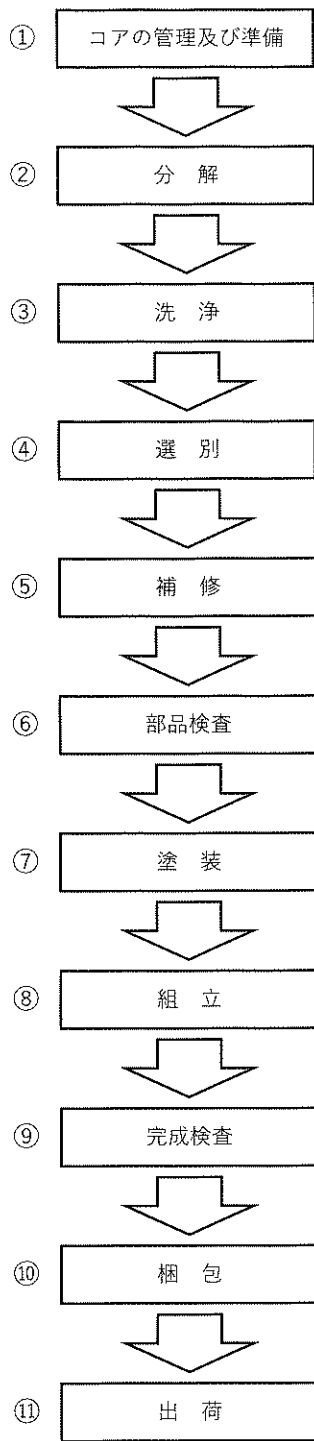 ① コアの管理及び準備
② 分 解
③ 洗 浄
④ 選 別
⑤ 補 修
⑥ 部品検査
⑦ 塗 装
⑧ 組 立
⑨ 完成検査
⑩ 梱 包
⑪ 出 荷